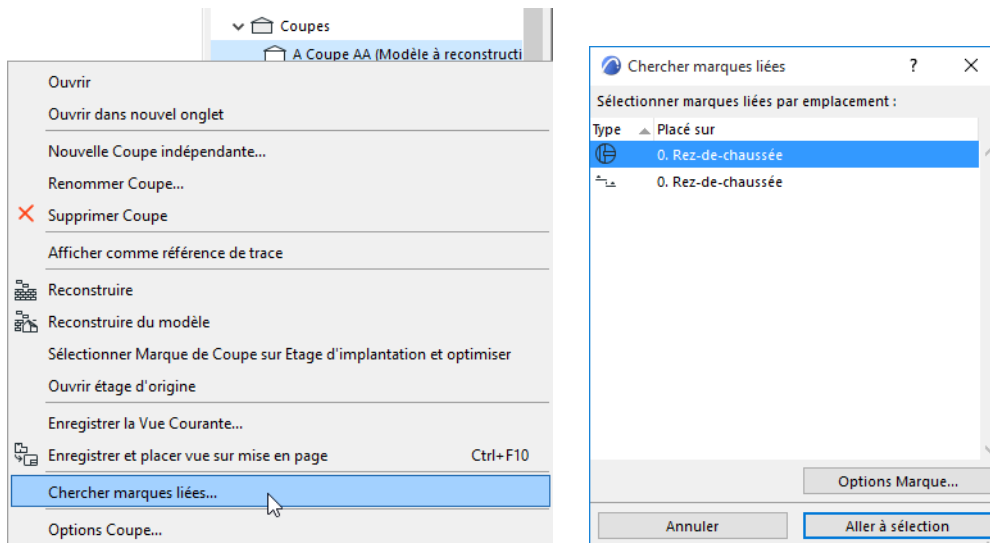 Coupes
A Coupe AA (Modèle à reconstructi
Ouvrir
Ouvrir dans nouvel onglet
Nouvelle Coupe indépendante...
Renommer Coupe...
Supprimer Coupe
Afficher comme référence de trace
Reconstruire
Reconstruire du modèle
Sélectionner Marque de Coupe sur Etage d'implantation et optimiser
Ouvrir étage d'origine
Enregistrer la Vue Courante...
Enregistrer et placer vue sur mise en page Ctrl+F10
Chercher marques liées...
Options Coupe...
Chercher marques liées ?
Sélectionner marques liées par emplacement :
Type Placé sur
0. Rez-de-chaussée
0. Rez-de-chaussée
Options Marque...
Annuler Aller à sélection